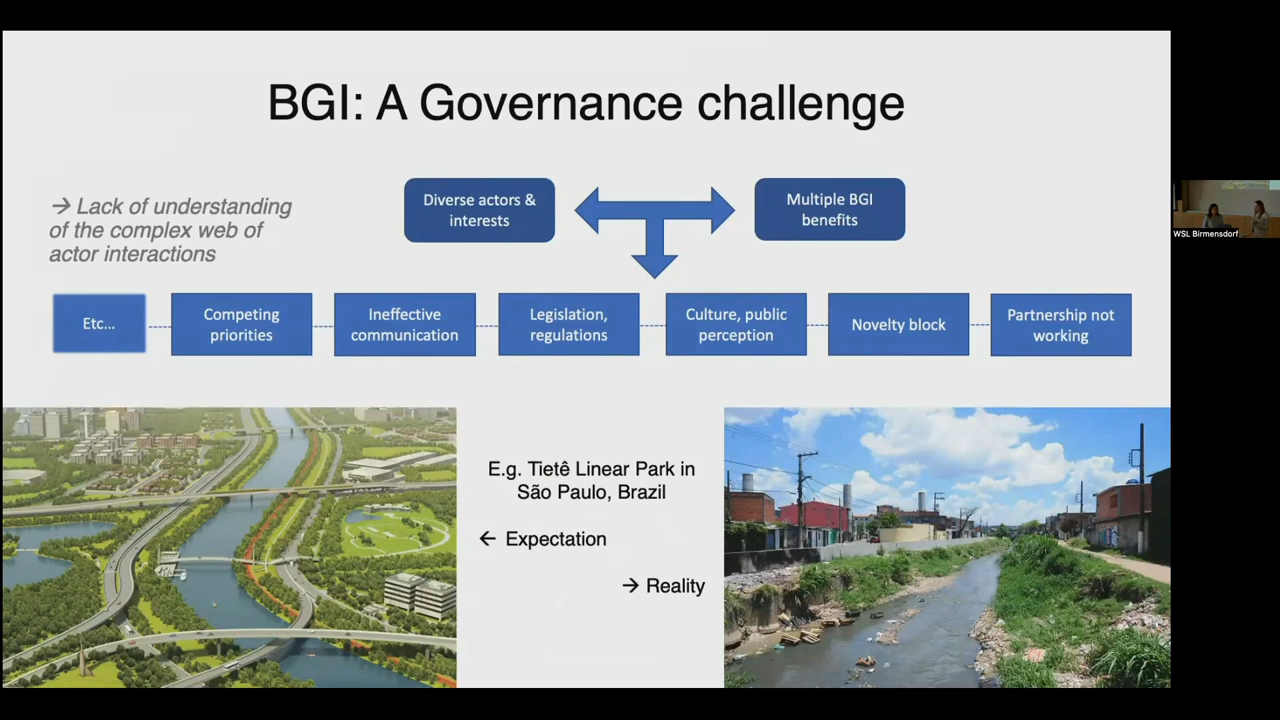 BGI: A Governance challenge
→ Lack of understanding
of the complex web of
actor interactions
Diverse actors &
interests
Multiple BGI
benefits
Etc...
Competing
priorities
Ineffective
communication
Legislation,
regulations
Culture, public
perception
Novelty block
Partnership not
working
E.g. Tietê Linear Park in
São Paulo, Brazil
← Expectation
→ Reality
WSL Birmensdorf